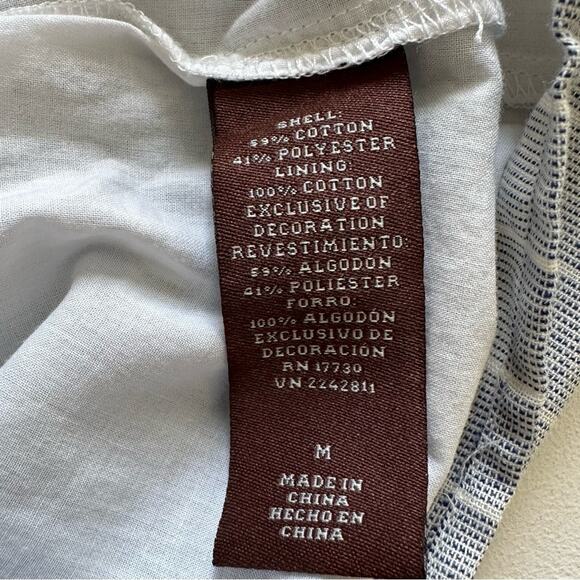 SHELL:
59% COTTON
41% POLYESTER
LINING:
100% COTTON
EXCLUSIVE OF
DECORATION
REVESTIMIENTO:
59% ALGODÓN
41% POLIÉSTER
FORRO:
100% ALGODÓN
EXCLUSIVO DE
DECORACIÓN
RN 17730
VN 2242811
M
MADE IN
CHINA
HECHO EN
CHINA